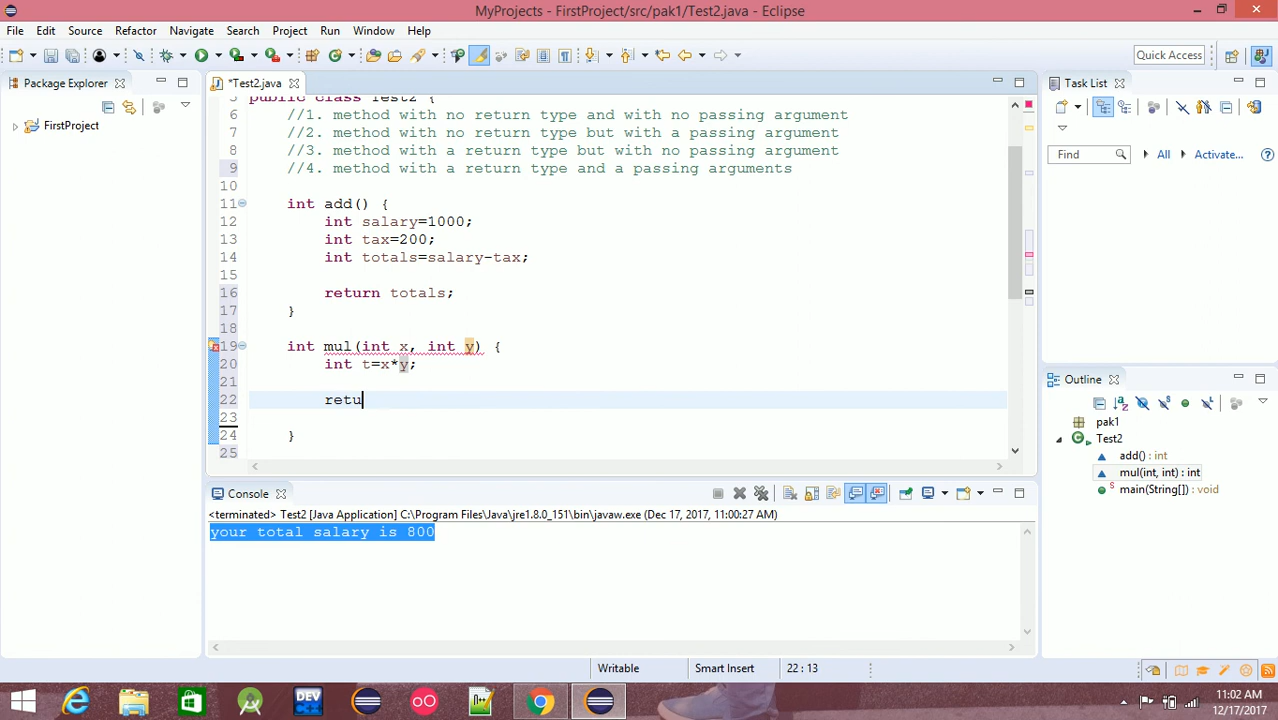 MyProjects - FirstProject/src/pak1/Test2.java - Eclipse
File Edit Source Refactor Navigate Search Project Run Window Help
Quick Access
Package Explorer
*Test2.java
Task List
FirstProject
public class Test2 {
6 //1. method with no return type and with no passing argument
7 //2. method with no return type but with a passing argument
8 //3. method with a return type but with no passing argument
9 //4. method with a return type and a passing arguments
10
11 int add() {
12 int salary=1000;
13 int tax=200;
14 int totals=salary-tax;
15
16 return totals;
17 }
18
19 int mul(int x, int y) {
20 int t=x*y;
21
22 retu
23
24 }
25
Find All Activate...
Outline
pak1
Test2
add() : int
mul(int, int) : int
main(String[]) : void
Console
<terminated> Test2 [Java Application] C:\Program Files\Java\jre1.8.0_151\bin\javaw.exe (Dec 17, 2017, 11:00:27 AM)
your total salary is 800
Writable Smart Insert 22 : 13
DEV C++
11:02 AM
12/17/2017